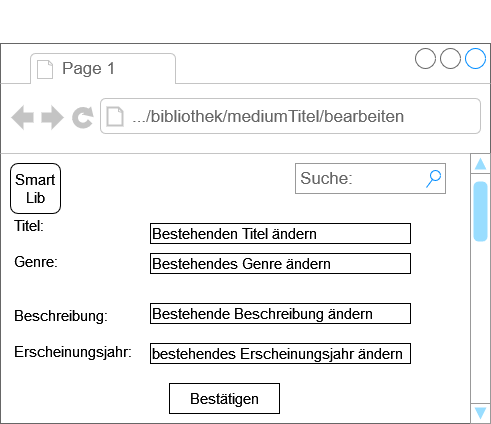 Page 1
.../bibliothek/mediumTitel/bearbeiten
Smart
Lib
Suche:
Titel:
Bestehenden Titel ändern
Genre:
Bestehendes Genre ändern
Beschreibung:
Bestehende Beschreibung ändern
Erscheinungsjahr:
bestehendes Erscheinungsjahr ändern
Bestätigen